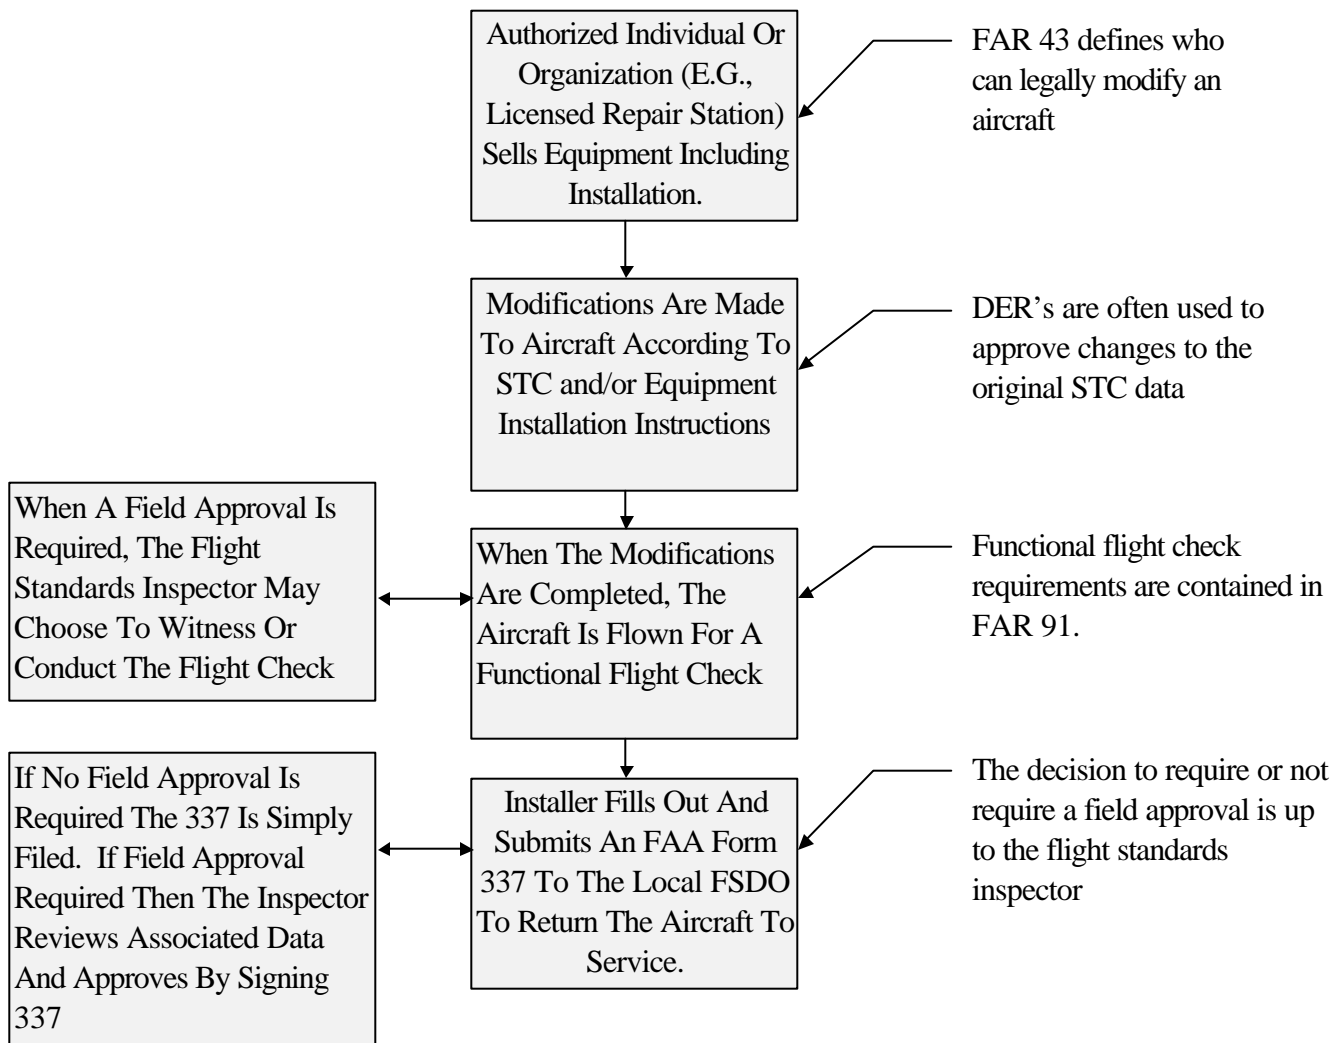 Authorized Individual Or
Organization (E.G.,
Licensed Repair Station)
Sells Equipment Including
Installation.
FAR 43 defines who
can legally modify an
aircraft
Modifications Are Made
To Aircraft According To
STC and/or Equipment
Installation Instructions
DER’s are often used to
approve changes to the
original STC data
When A Field Approval Is
Required, The Flight
Standards Inspector May
Choose To Witness Or
Conduct The Flight Check
When The Modifications
Are Completed, The
Aircraft Is Flown For A
Functional Flight Check
Functional flight check
requirements are contained in
FAR 91.
If No Field Approval Is
Required The 337 Is Simply
Filed.  If Field Approval
Required Then The Inspector
Reviews Associated Data
And Approves By Signing
337
Installer Fills Out And
Submits An FAA Form
337 To The Local FSDO
To Return The Aircraft To
Service.
The decision to require or not
require a field approval is up
to the flight standards
inspector